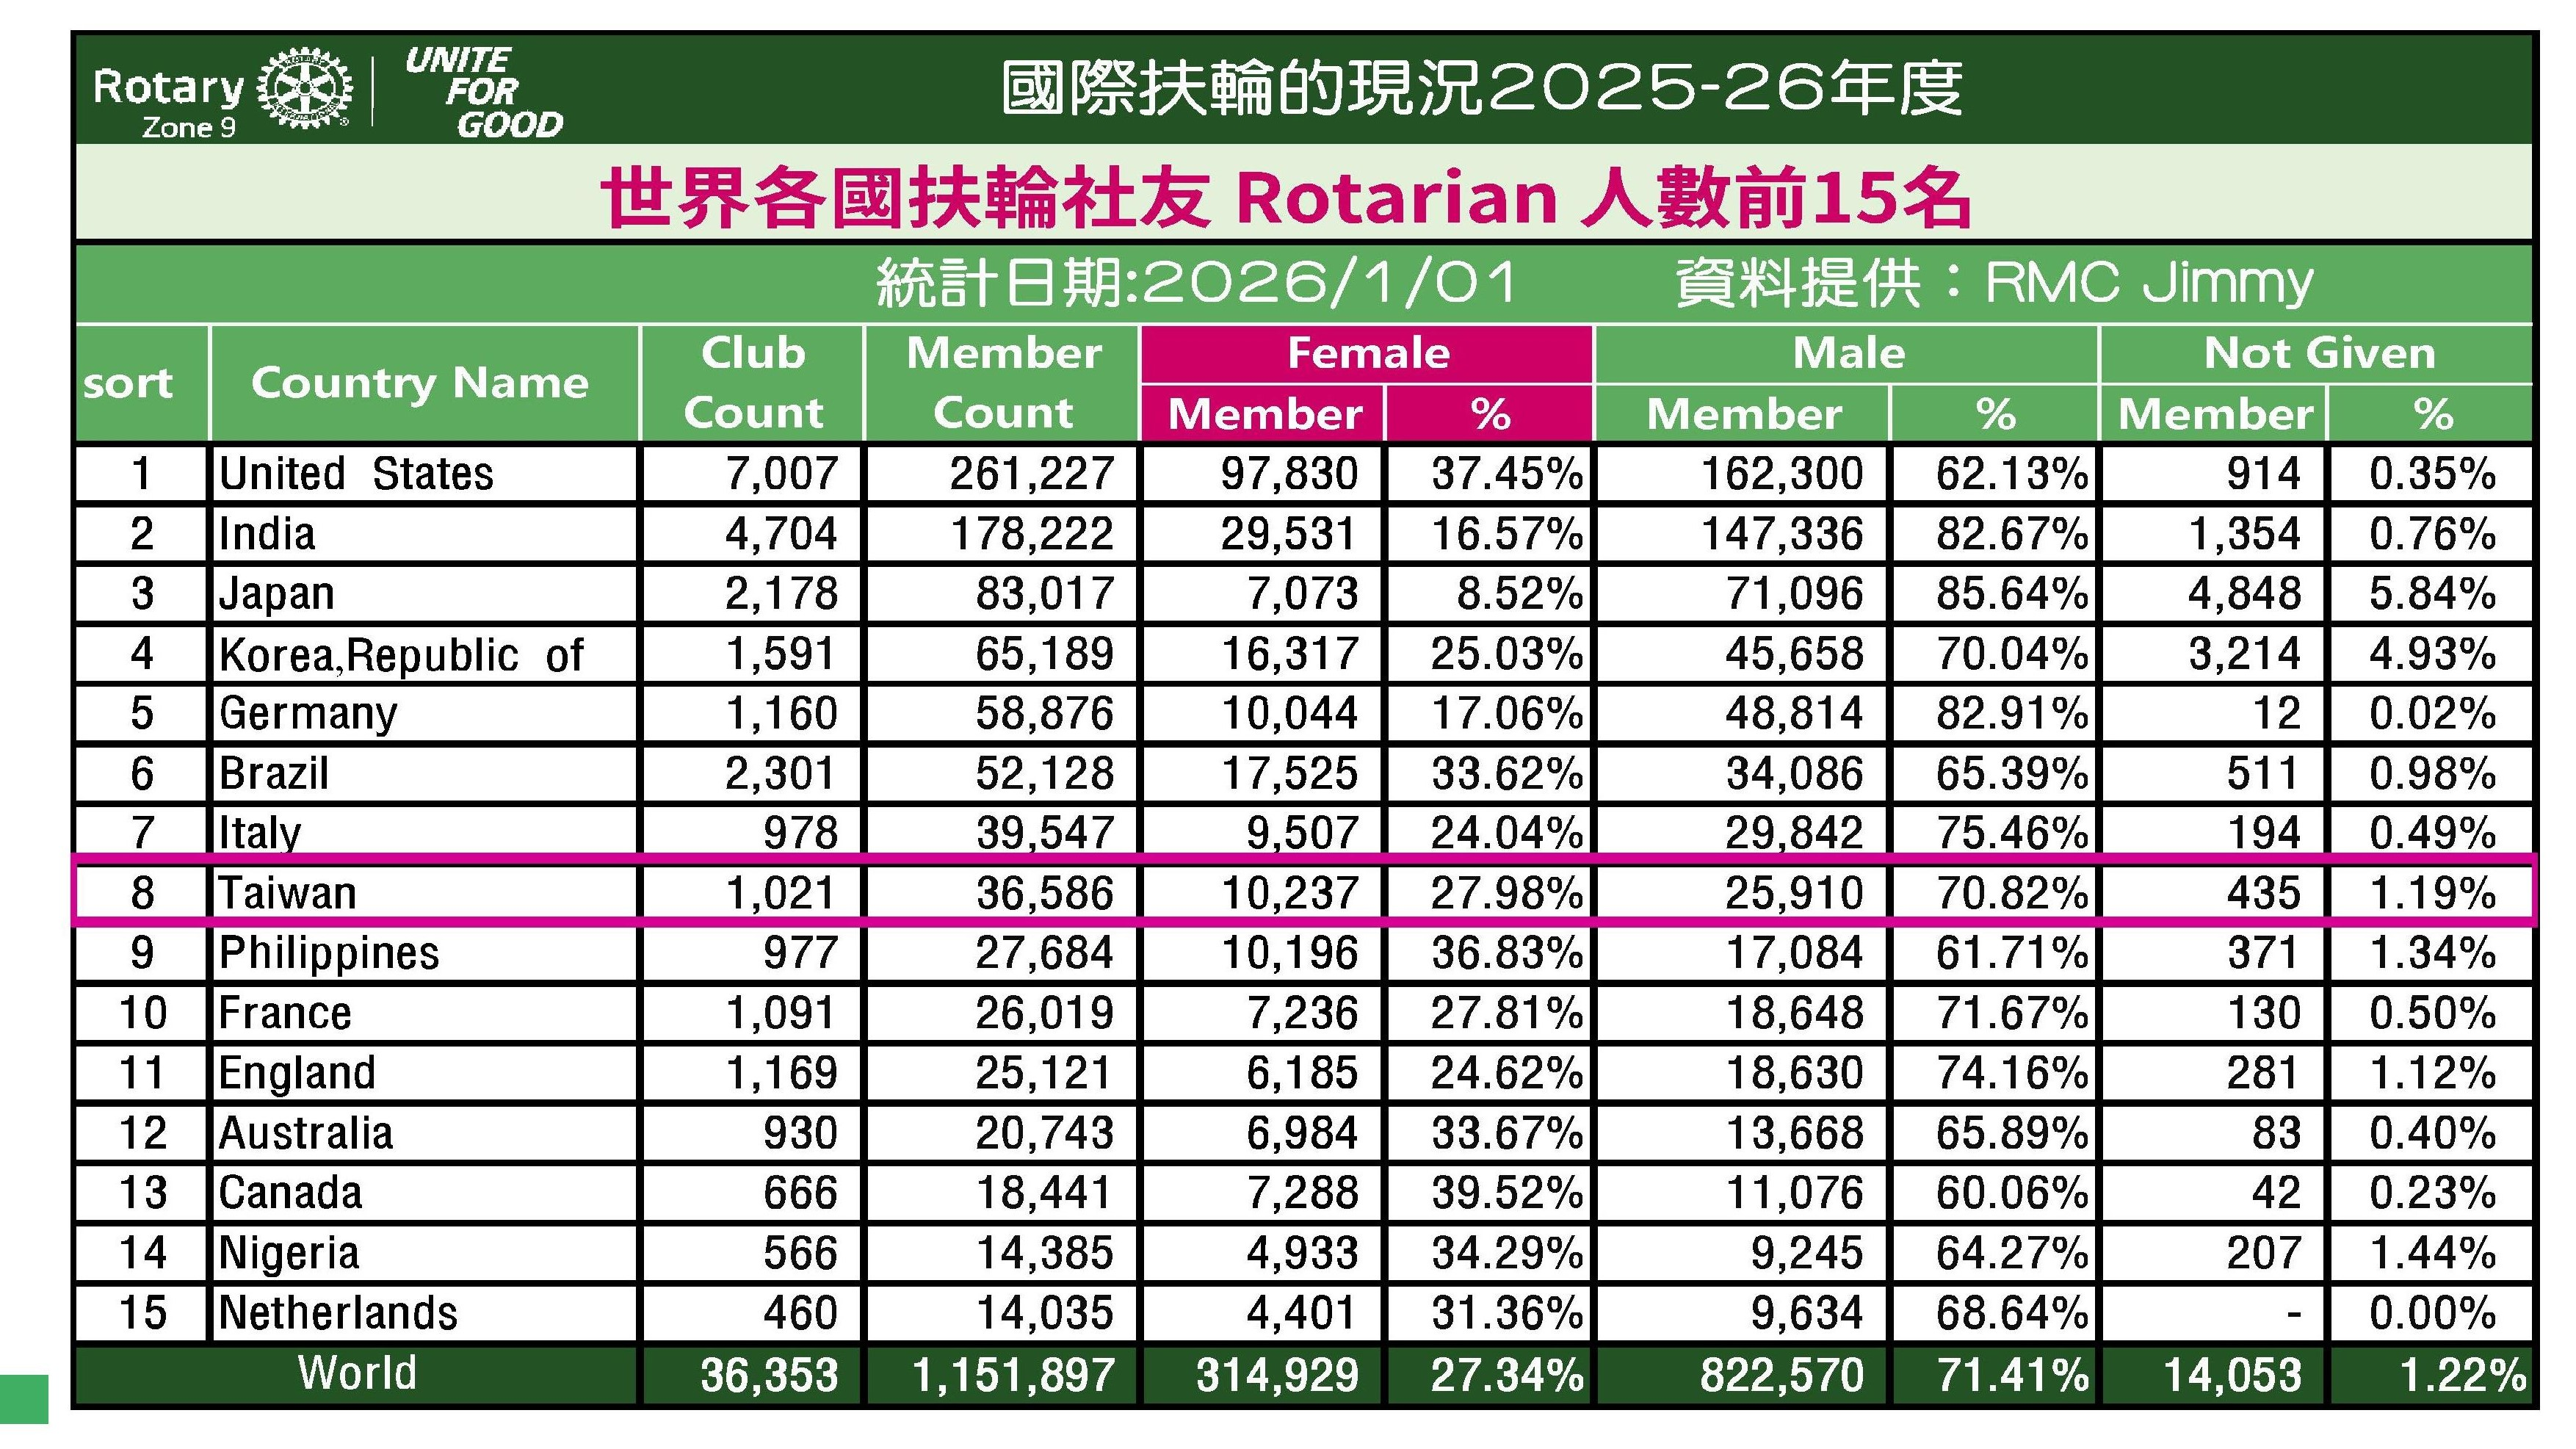 Rotary
Zone 9
UNITE
FOR
GOOD
國際扶輪的現況2025-26年度
世界各國扶輪社友 Rotarian 人數前15名
統計日期:2026/1/01 資料提供：RMC Jimmy
sort Country Name Club Count Member Count Female Male Not Given
Member % Member % Member %
1 United States 7,007 261,227 97,830 37.45% 162,300 62.13% 914 0.35%
2 India 4,704 178,222 29,531 16.57% 147,336 82.67% 1,354 0.76%
3 Japan 2,178 83,017 7,073 8.52% 71,096 85.64% 4,848 5.84%
4 Korea,Republic of 1,591 65,189 16,317 25.03% 45,658 70.04% 3,214 4.93%
5 Germany 1,160 58,876 10,044 17.06% 48,814 82.91% 12 0.02%
6 Brazil 2,301 52,128 17,525 33.62% 34,086 65.39% 511 0.98%
7 Italy 978 39,547 9,507 24.04% 29,842 75.46% 194 0.49%
8 Taiwan 1,021 36,586 10,237 27.98% 25,910 70.82% 435 1.19%
9 Philippines 977 27,684 10,196 36.83% 17,084 61.71% 371 1.34%
10 France 1,091 26,019 7,236 27.81% 18,648 71.67% 130 0.50%
11 England 1,169 25,121 6,185 24.62% 18,630 74.16% 281 1.12%
12 Australia 930 20,743 6,984 33.67% 13,668 65.89% 83 0.40%
13 Canada 666 18,441 7,288 39.52% 11,076 60.06% 42 0.23%
14 Nigeria 566 14,385 4,933 34.29% 9,245 64.27% 207 1.44%
15 Netherlands 460 14,035 4,401 31.36% 9,634 68.64% - 0.00%
World 36,353 1,151,897 314,929 27.34% 822,570 71.41% 14,053 1.22%